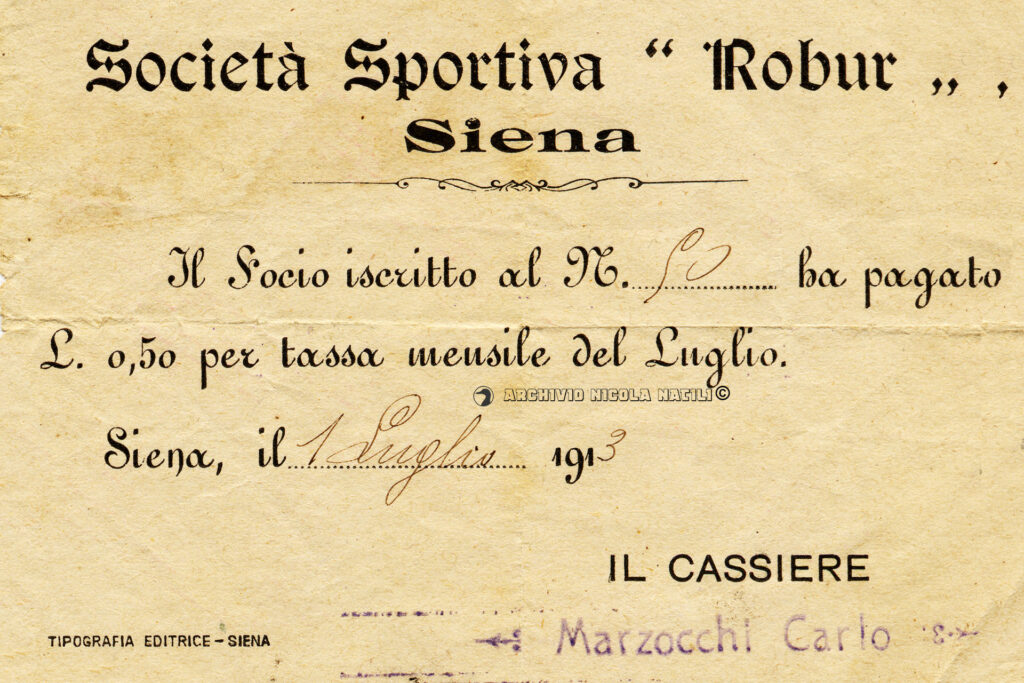 Società Sportiva “ Robur „ ,
Siena
Il Socio iscritto al N. 50 ha pagato
L. 0,50 per tassa mensile del Luglio.
ARCHIVIO NICOLA NATILI©
Siena, il 1 Luglio 1913
IL CASSIERE
TIPOGRAFIA EDITRICE - SIENA
Marzocchi Carlo